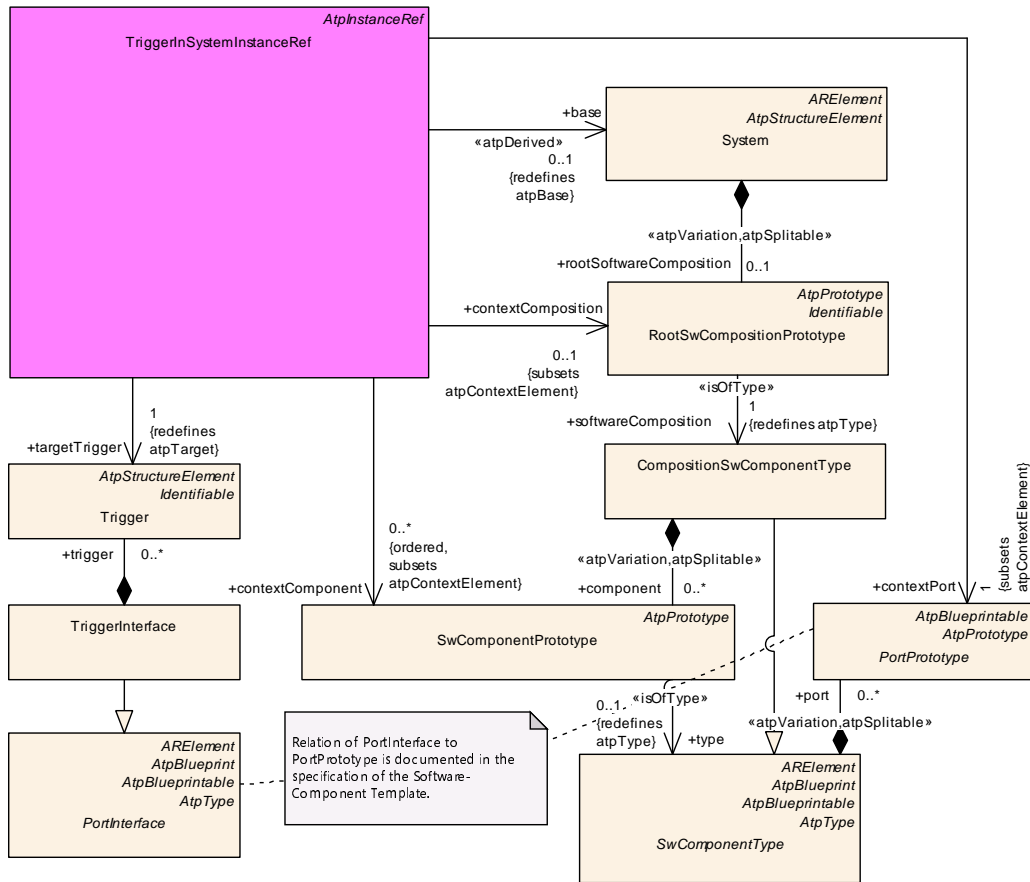 AtpInstanceRef
TriggerInSystemInstanceRef
+base
«atpDerived»
0..1
{redefines
atpBase}
ARElement
AtpStructureElement
System
«atpVariation,atpSplitable»
+rootSoftwareComposition
0..1
+contextComposition
0..1
{subsets
atpContextElement}
AtpPrototype
Identifiable
RootSwCompositionPrototype
«isOfType»
+softwareComposition
1
{redefines atpType}
+targetTrigger
1
{redefines
atpTarget}
AtpStructureElement
Identifiable
Trigger
CompositionSwComponentType
+trigger
0..*
TriggerInterface
+contextComponent
0..*
{ordered,
subsets
atpContextElement}
«atpVariation,atpSplitable»
+component
0..*
+contextPort
1
{subsets
atpContextElement}
AtpPrototype
SwComponentPrototype
AtpBlueprintable
AtpPrototype
PortPrototype
0..1
{redefines
atpType}
«isOfType»
+type
+port
0..*
«atpVariation,atpSplitable»
ARElement
AtpBlueprint
AtpBlueprintable
AtpType
PortInterface
Relation of PortInterface to
PortPrototype is documented in the
specification of the Software-
Component Template.
ARElement
AtpBlueprint
AtpBlueprintable
AtpType
SwComponentType